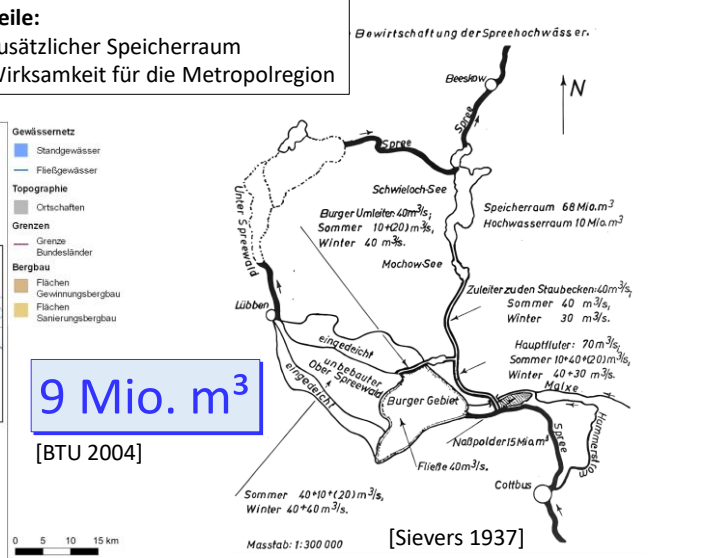 eile:
usätzlicher Speicherraum
Wirksamkeit für die Metropolregion
Bewirtschaftung der Spreehochwässer.
Beeskow
N
Spree
Spree
Gewässernetz
Standgewässer
Fließgewässer
Topographie
Ortschaften
Grenzen
Grenze
Bundesländer
Bergbau
Flächen
Gewinnungsbergbau
Flächen
Sanierungsbergbau
Unter Spreewald
Schwieloch-See
Speicherraum 68 Mio.m³
Hochwasserraum 10 Mio.m³
Burger Umleiter: 40m³/s;
Sommer 10+(20) m³/s,
Winter 40 m³/s.
Mochow-See
Zuleiter zu den Staubecken: 40m³/s,
Sommer 40 m³/s,
Winter 30 m³/s.
Lübben
Hauptfluter: 70m³/s;
Sommer 10+40+(20) m³/s,
Winter 40+30 m³/s.
Malxe
eingedeicht
unbebauter
Ober Spreewald
eingedeicht
Burger Gebiet
9 Mio. m³
[BTU 2004]
Naßpolder 15 Mio.m³
Fließe 40m³/s.
Spree
Hammerstrom
Cottbus
Sommer 40+10+(20) m³/s,
Winter 40+40 m³/s.
0 5 10 15 km
Masstab: 1:300 000
[Sievers 1937]